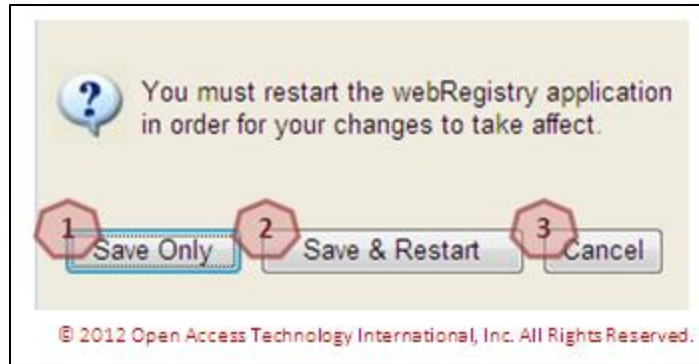 You must restart the webRegistry application
in order for your changes to take affect.
1 Save Only 2 Save & Restart 3 Cancel
© 2012 Open Access Technology International, Inc. All Rights Reserved.